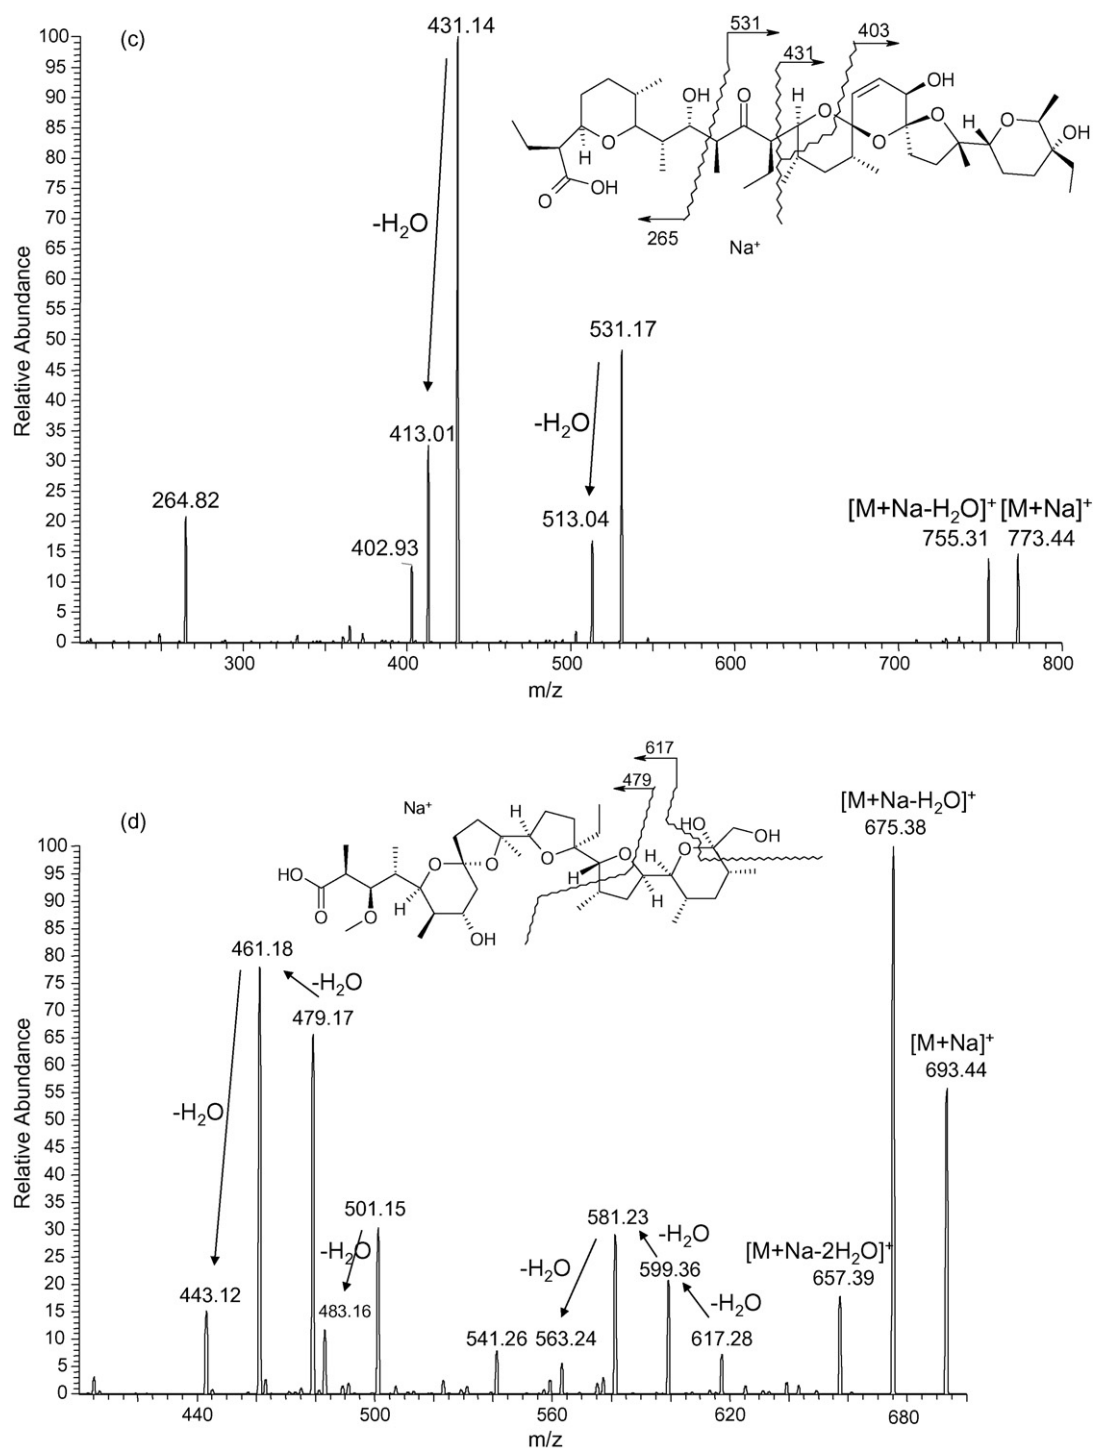 (c)
431.14
531
403
431
OH
H
O
O
OH
O
O
O
O
H
OH
H
O
OH
265
Na+
-H2O
531.17
-H2O
413.01
513.04
264.82
402.93
[M+Na-H2O]+ [M+Na]+
755.31 773.44
Relative Abundance
100
95
90
85
80
75
70
65
60
55
50
45
40
35
30
25
20
15
10
5
0
300 400 500 600 700 800
m/z
(d)
617
479
Na+
H
HO
OH
HO
O
O
O
H
OH
O
O
H
O
H
H
O
[M+Na-H2O]+
675.38
461.18
-H2O
479.17
-H2O
443.12
501.15
-H2O
483.16
[M+Na]+
693.44
581.23
-H2O
599.36
-H2O
-H2O
541.26 563.24
617.28
[M+Na-2H2O]+
657.39
Relative Abundance
100
95
90
85
80
75
70
65
60
55
50
45
40
35
30
25
20
15
10
5
0
440 500 560 620 680
m/z